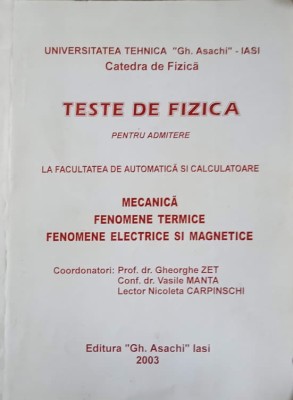 UNIVERSITATEA TEHNICA "Gh. Asachi" - IASI
Catedra de Fizică
TESTE DE FIZICA
PENTRU ADMITERE
LA FACULTATEA DE AUTOMATICĂ SI CALCULATOARE
MECANICĂ
FENOMENE TERMICE
FENOMENE ELECTRICE SI MAGNETICE
Coordonatori: Prof. dr. Gheorghe ZET
Conf. dr. Vasile MANTA
Lector Nicoleta CARPINSCHI
Editura "Gh. Asachi" Iasi
2003